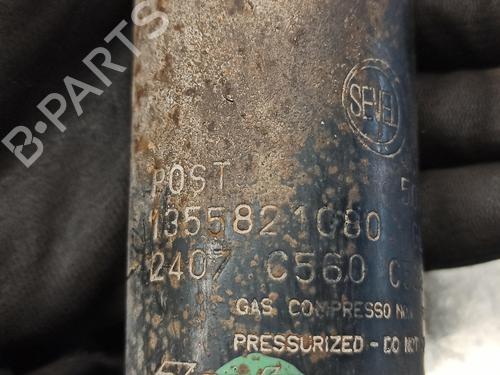 B-PARTS
SEVEL
POST
1355821080
2407 C560
GAS COMPRESSO
PRESSURIZED - DO NOT